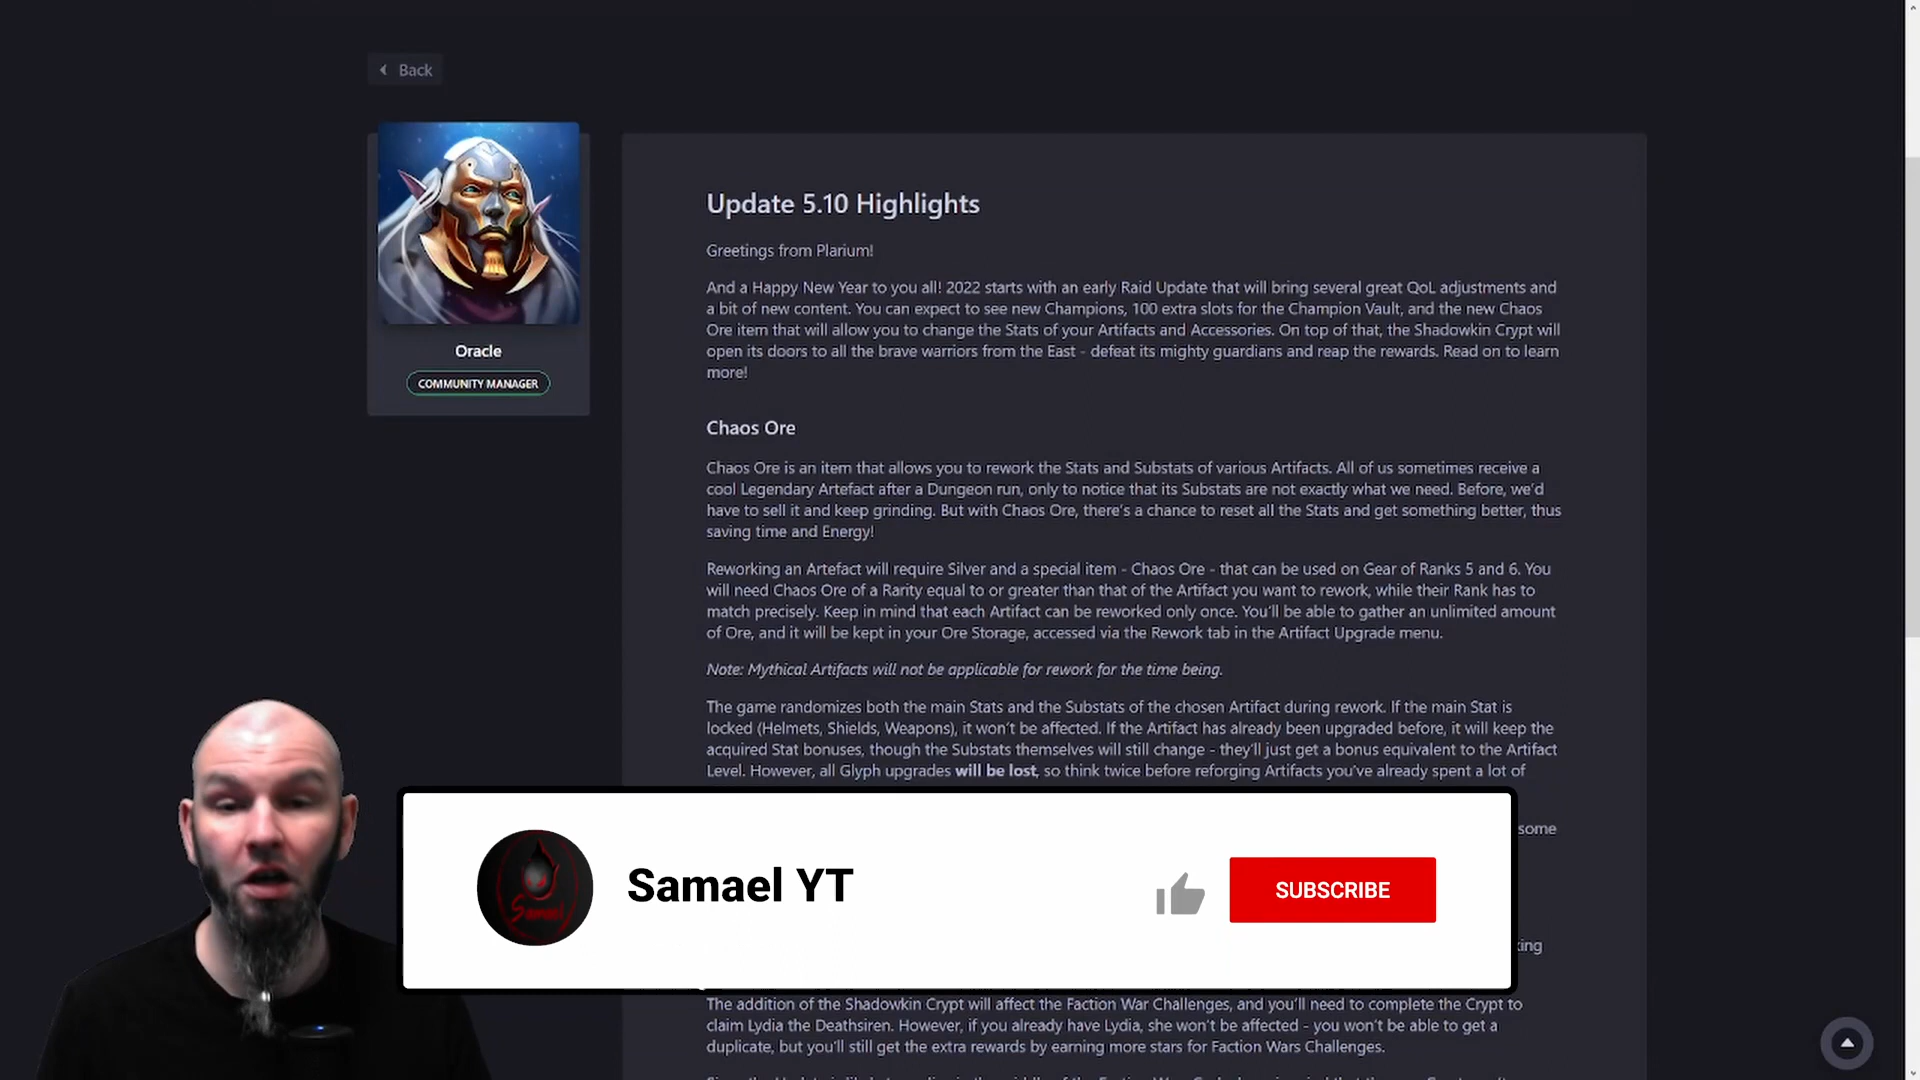 Back
Oracle
COMMUNITY MANAGER
Update 5.10 Highlights
Greetings from Plarium!
And a Happy New Year to you all! 2022 starts with an early Raid Update that will bring several great QoL adjustments and
a bit of new content. You can expect to see new Champions, 100 extra slots for the Champion Vault, and the new Chaos
Ore item that will allow you to change the Stats of your Artifacts and Accessories. On top of that, the Shadowkin Crypt will
open its doors to all the brave warriors from the East - defeat its mighty guardians and reap the rewards. Read on to learn
more!
Chaos Ore
Chaos Ore is an item that allows you to rework the Stats and Substats of various Artifacts. All of us sometimes receive a
cool Legendary Artefact after a Dungeon run, only to notice that its Substats are not exactly what we need. Before, we'd
have to sell it and keep grinding. But with Chaos Ore, there's a chance to reset all the Stats and get something better, thus
saving time and Energy!
Reworking an Artefact will require Silver and a special item - Chaos Ore - that can be used on Gear of Ranks 5 and 6. You
will need Chaos Ore of a Rarity equal to or greater than that of the Artifact you want to rework, while their Rank has to
match precisely. Keep in mind that each Artifact can be reworked only once. You'll be able to gather an unlimited amount
of Ore, and it will be kept in your Ore Storage, accessed via the Rework tab in the Artifact Upgrade menu.
Note: Mythical Artifacts will not be applicable for rework for the time being.
The game randomizes both the main Stats and the Substats of the chosen Artifact during rework. If the main Stat is
locked (Helmets, Shields, Weapons), it won't be affected. If the Artifact has already been upgraded before, it will keep the
acquired Stat bonuses, though the Substats themselves will still change - they'll just get a bonus equivalent to the Artifact
Level. However, all Glyph upgrades will be lost, so think twice before reforging Artifacts you've already spent a lot of
some
Samael
Samael YT
SUBSCRIBE
The addition of the Shadowkin Crypt will affect the Faction War Challenges, and you'll need to complete the Crypt to
claim Lydia the Deathsiren. However, if you already have Lydia, she won't be affected - you won't be able to get a
duplicate, but you'll still get the extra rewards by earning more stars for Faction Wars Challenges.